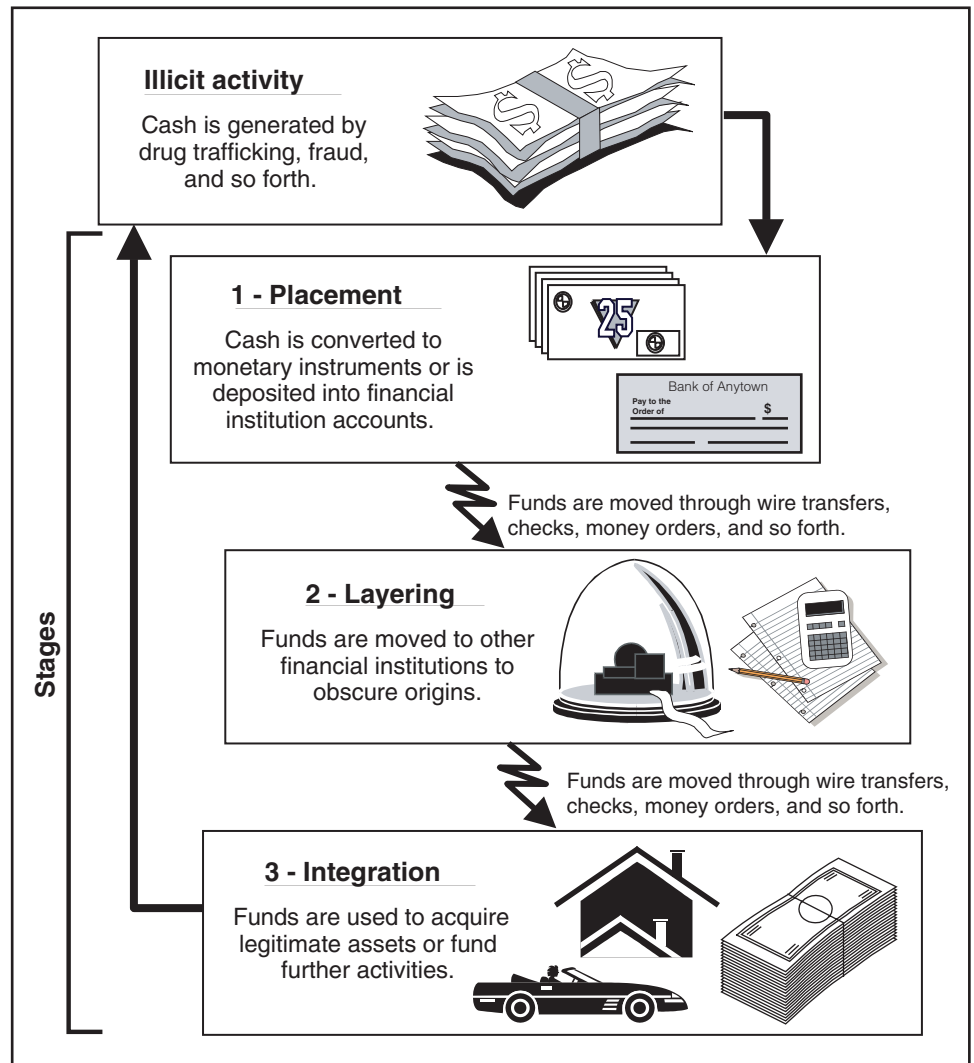 Illicit activity
Cash is generated by
drug trafficking, fraud,
and so forth.
$
$
1 - Placement
Cash is converted to
monetary instruments or is
deposited into financial
institution accounts.
25
Bank of Anytown
Pay to the
Order of
$
Funds are moved through wire transfers,
checks, money orders, and so forth.
2 - Layering
Funds are moved to other
financial institutions to
obscure origins.
Funds are moved through wire transfers,
checks, money orders, and so forth.
3 - Integration
Funds are used to acquire
legitimate assets or fund
further activities.
Stages